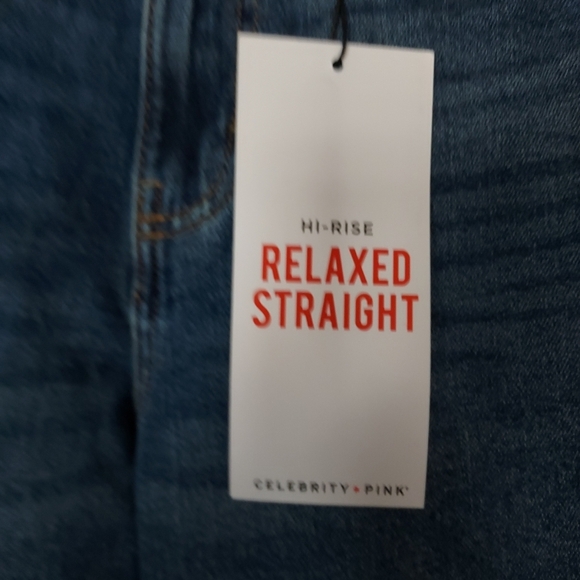 HI-RISE
RELAXED
STRAIGHT
CELEBRITY PINK